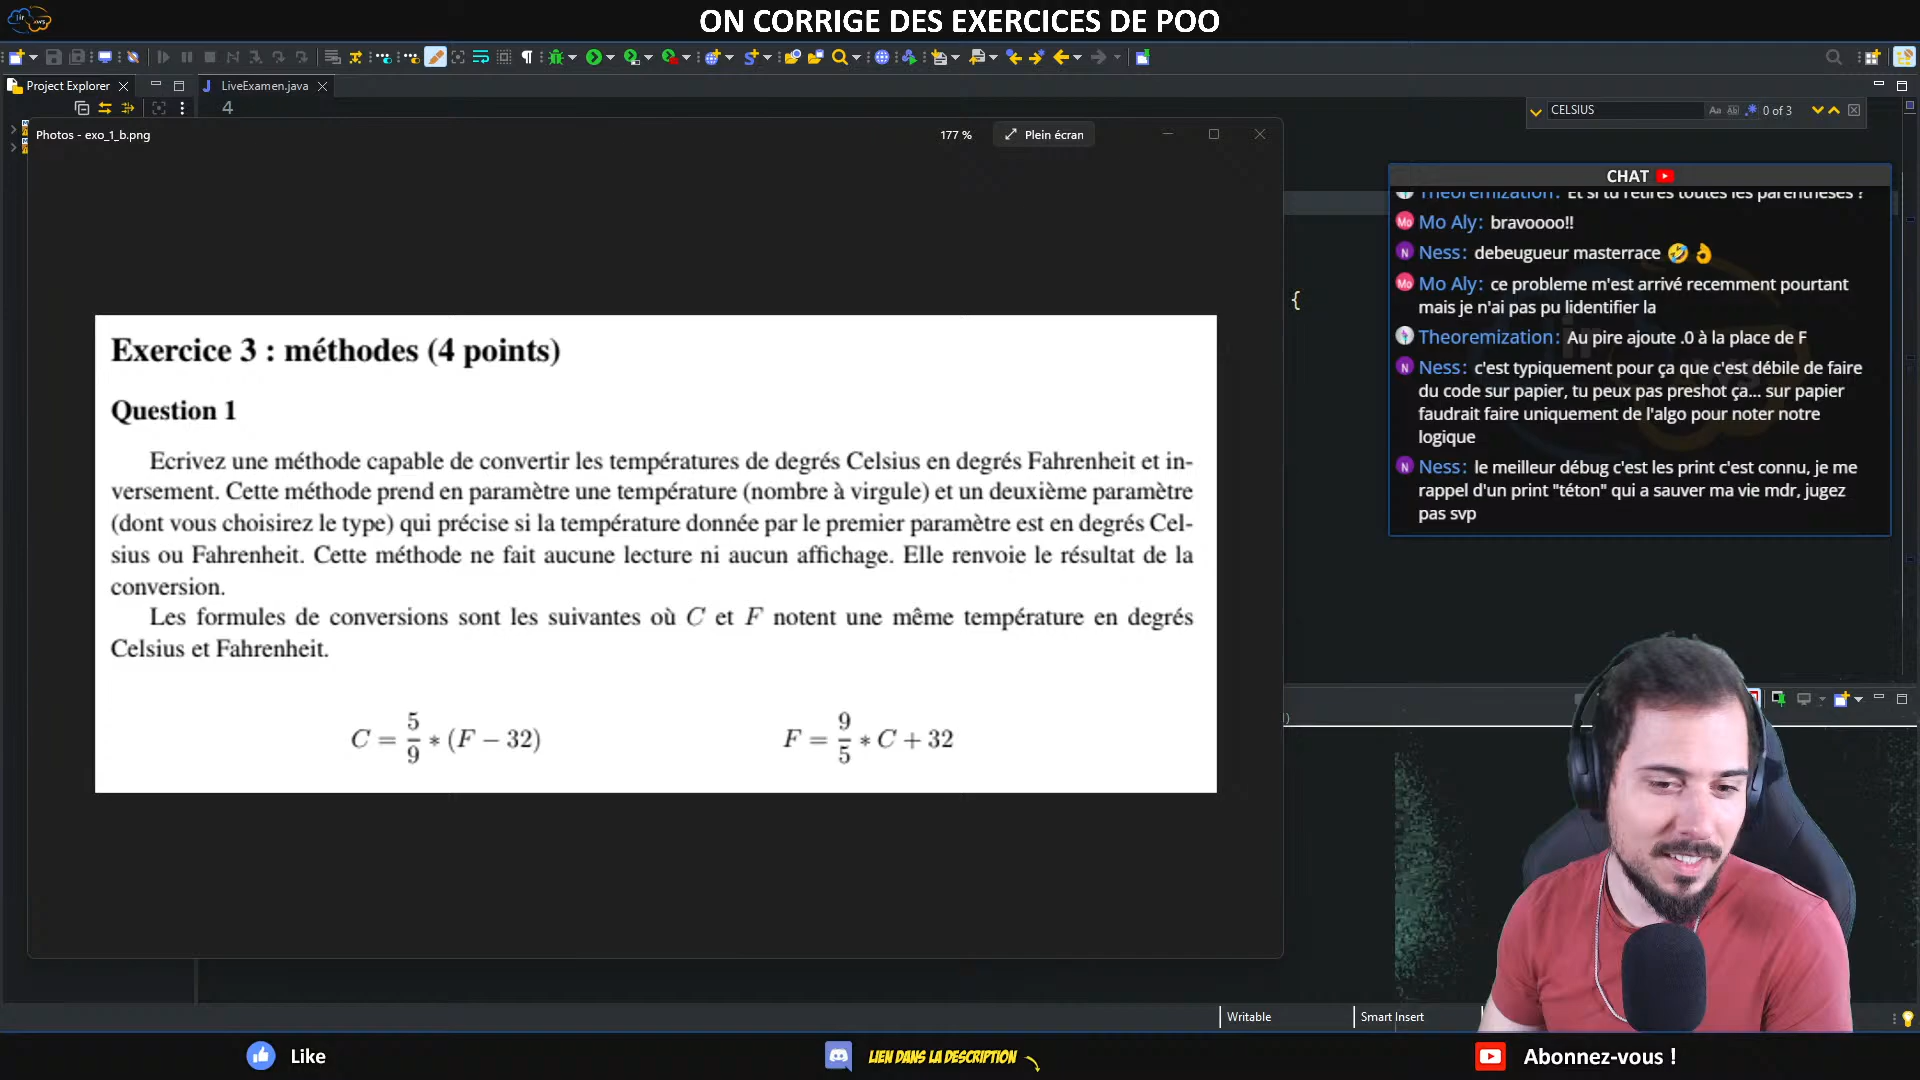 ON CORRIGE DES EXERCICES DE POO
Project Explorer
LiveExamen.java
4
CELSIUS
0 of 3
Photos - exo_1_b.png
177 %
Plein écran
{
Exercice 3 : méthodes (4 points)
Question 1
Ecrivez une méthode capable de convertir les températures de degrés Celsius en degrés Fahrenheit et in-
versement. Cette méthode prend en paramètre une température (nombre à virgule) et un deuxième paramètre
(dont vous choisirez le type) qui précise si la température donnée par le premier paramètre est en degrés Cel-
sius ou Fahrenheit. Cette méthode ne fait aucune lecture ni aucun affichage. Elle renvoie le résultat de la
conversion.
Les formules de conversions sont les suivantes où C et F notent une même température en degrés
Celsius et Fahrenheit.
C = 5/9 * (F − 32)
F = 9/5 * C + 32
CHAT
Theoremization: Et si tu retires toutes les parenthèses ?
Mo Aly: bravoooo!!
Ness: debeugueur masterrace 🤣 👌
Mo Aly: ce probleme m'est arrivé recemment pourtant
mais je n'ai pas pu lidentifier la
Theoremization: Au pire ajoute .0 à la place de F
Ness: c'est typiquement pour ça que c'est débile de faire
du code sur papier, tu peux pas preshot ça... sur papier
faudrait faire uniquement de l'algo pour noter notre
logique
Ness: le meilleur débug c'est les print c'est connu, je me
rappel d'un print "téton" qui a sauver ma vie mdr, jugez
pas svp
Writable
Smart Insert
Like
LIEN DANS LA DESCRIPTION
Abonnez-vous !